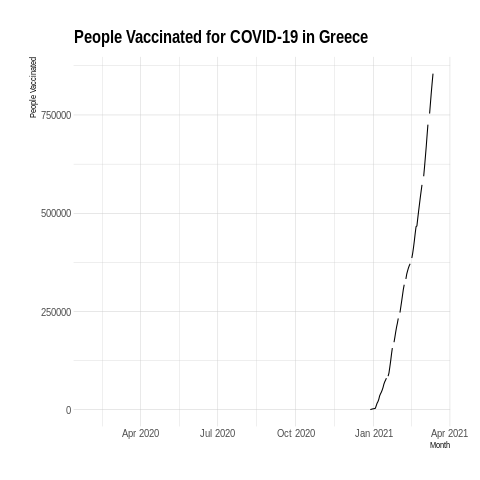 People Vaccinated for COVID-19 in Greece
People Vaccinated
750000
500000
250000
0
Apr 2020 Jul 2020 Oct 2020 Jan 2021 Apr 2021
Month